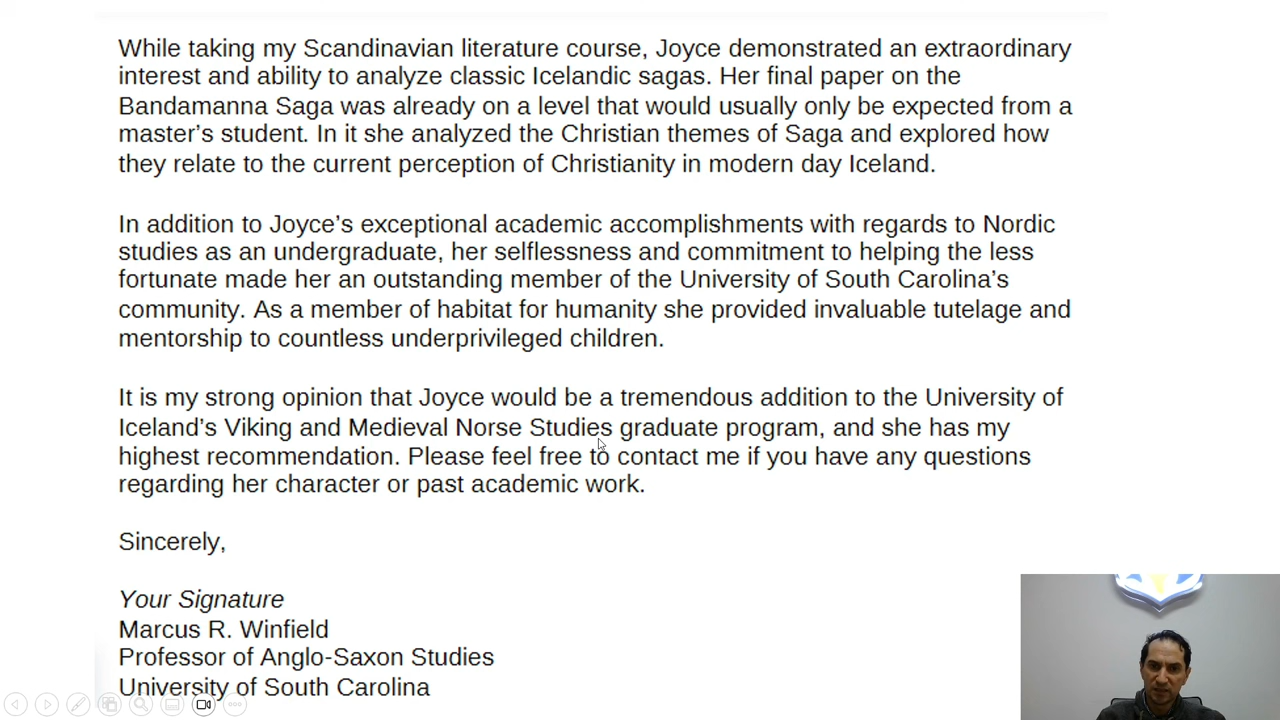 While taking my Scandinavian literature course, Joyce demonstrated an extraordinary
interest and ability to analyze classic Icelandic sagas. Her final paper on the
Bandamanna Saga was already on a level that would usually only be expected from a
master’s student. In it she analyzed the Christian themes of Saga and explored how
they relate to the current perception of Christianity in modern day Iceland.
In addition to Joyce’s exceptional academic accomplishments with regards to Nordic
studies as an undergraduate, her selflessness and commitment to helping the less
fortunate made her an outstanding member of the University of South Carolina’s
community. As a member of habitat for humanity she provided invaluable tutelage and
mentorship to countless underprivileged children.
It is my strong opinion that Joyce would be a tremendous addition to the University of
Iceland’s Viking and Medieval Norse Studies graduate program, and she has my
highest recommendation. Please feel free to contact me if you have any questions
regarding her character or past academic work.
Sincerely,
Your Signature
Marcus R. Winfield
Professor of Anglo-Saxon Studies
University of South Carolina